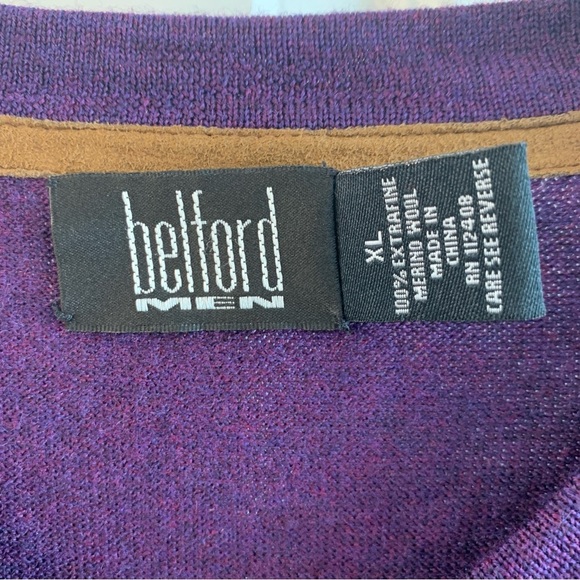 belford
MEN
XL
100% EXTRAFINE
MERINO WOOL
MADE IN
CHINA
RN 112408
CARE SEE REVERSE